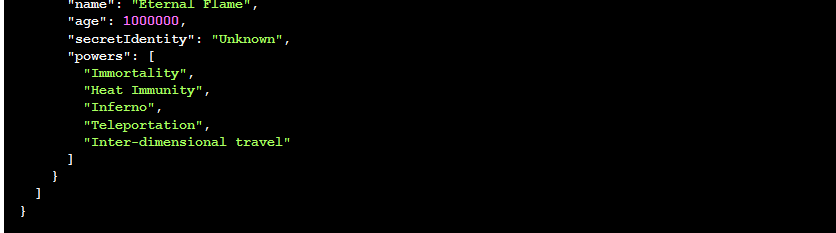 "name": "Eternal Flame",
"age": 1000000,
"secretIdentity": "Unknown",
"powers": [
"Immortality",
"Heat Immunity",
"Inferno",
"Teleportation",
"Inter-dimensional travel"
]
}
]
}